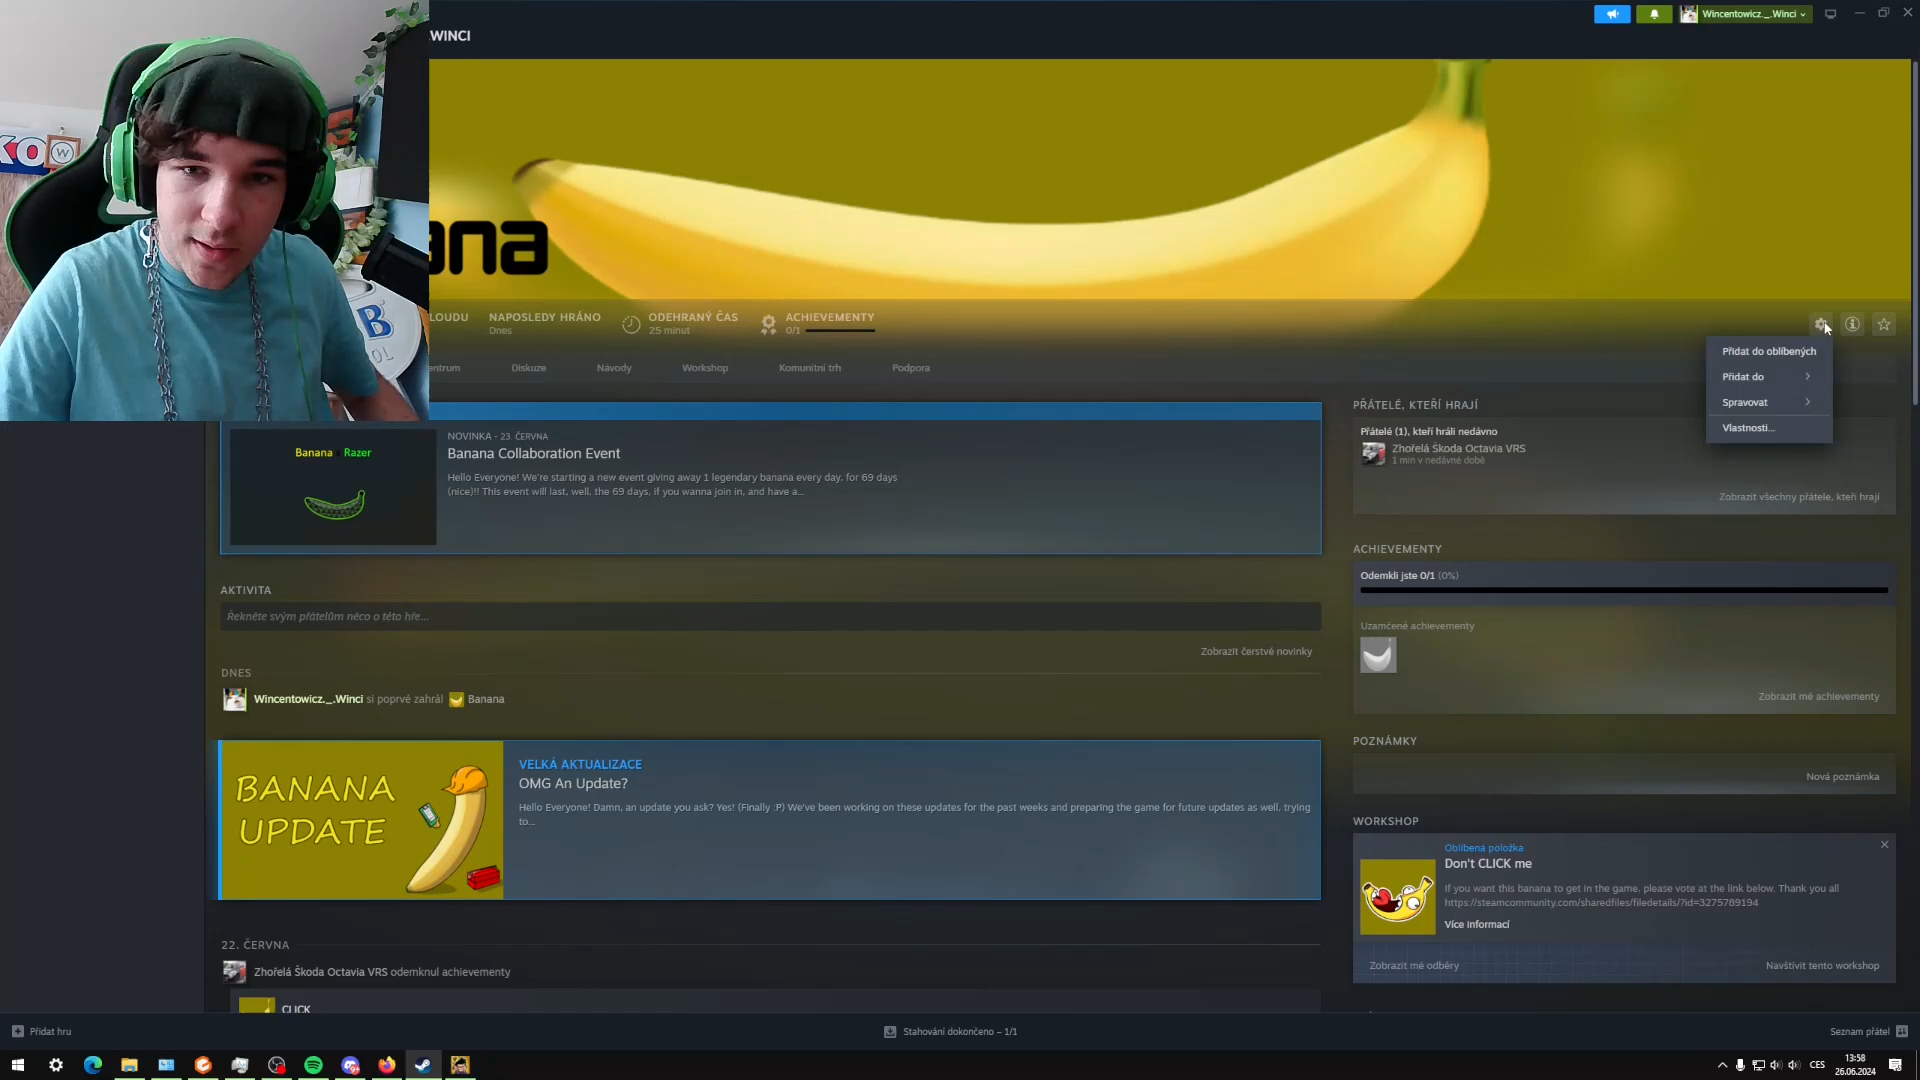 .WINCI
Wincentowicz._.Winci
KO
W
B
OL
ana
LOUDU
NAPOSLEDY HRÁNO
Dnes
ODEHRANÝ ČAS
25 minut
ACHIEVEMENTY
0/1
entrum
Diskuze
Návody
Workshop
Komunitní trh
Podpora
Přidat do oblíbených
Přidat do
Spravovat
Vlastnosti...
Banana
Razer
NOVINKA - 23. ČERVNA
Banana Collaboration Event
Hello Everyone! We're starting a new event giving away 1 legendary banana every day, for 69 days
(nice)!! This event will last, well, the 69 days, if you wanna join in, and have a...
PŘÁTELÉ, KTEŘÍ HRAJÍ
Přátelé (1), kteří hráli nedávno
Zhořelá Škoda Octavia VRS
1 min v nedávné době
Zobrazit všechny přátele, kteří hrají
AKTIVITA
Řekněte svým přátelům něco o této hře...
Zobrazit čerstvé novinky
DNES
Wincentowicz._.Winci si poprvé zahrál Banana
BANANA
UPDATE
VELKÁ AKTUALIZACE
OMG An Update?
Hello Everyone! Damn, an update you ask? Yes! (Finally :P) We've been working on these updates for the past weeks and preparing the game for future updates as well, trying
to...
22. ČERVNA
Zhořelá Škoda Octavia VRS odemknul achievementy
CLICK
ACHIEVEMENTY
Odemkli jste 0/1 (0%)
Uzamčené achievementy
Zobrazit mé achievementy
POZNÁMKY
Nová poznámka
WORKSHOP
Oblíbená položka
Don't CLICK me
If you want this banana to get in the game, please vote at the link below. Thank you all
https://steamcommunity.com/sharedfiles/filedetails/?id=3275789194
Více informací
Zobrazit mé odběry
Navštívit tento workshop
Přidat hru
Stahování dokončeno – 1/1
Seznam přátel
CES
13:58
26.06.2024